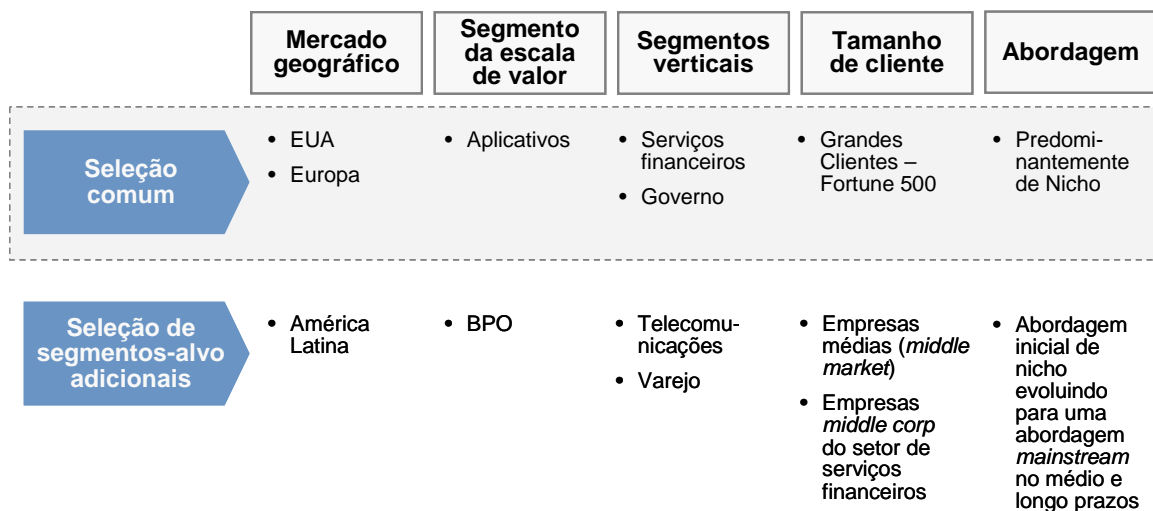 Mercado
geográfico
Segmento
da escala
de valor
Segmentos
verticais
Tamanho
de cliente
Abordagem
Seleção
comum
• EUA
• Europa
• Aplicativos
• Serviços
financeiros
• Governo
• Grandes
Clientes –
Fortune 500
• Predomi-
nantemente
de Nicho
Seleção de
segmentos-alvo
adicionais
• América
Latina
• BPO
• Telecomu-
nicações
• Varejo
• Empresas
médias (middle
market)
• Empresas
middle corp
do setor de
serviços
financeiros
• Abordagem
inicial de
nicho
evoluindo
para uma
abordagem
mainstream
no médio e
longo prazos